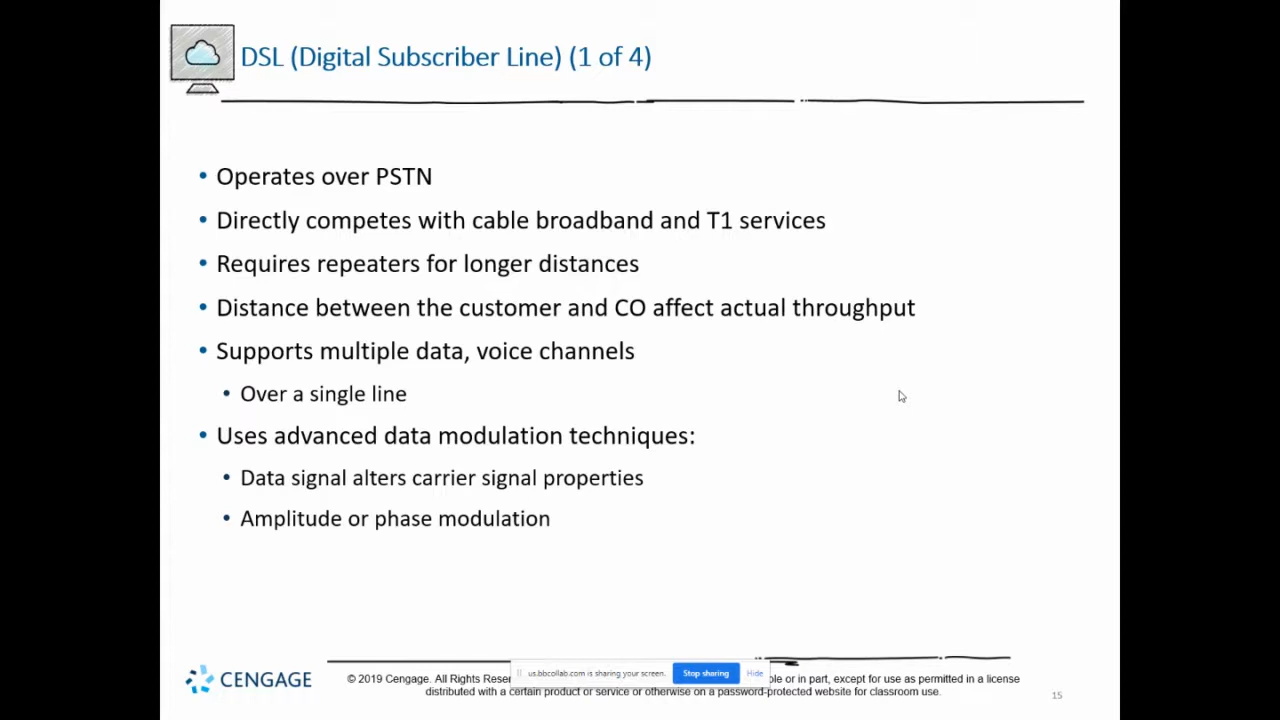 DSL (Digital Subscriber Line) (1 of 4)
• Operates over PSTN
• Directly competes with cable broadband and T1 services
• Requires repeaters for longer distances
• Distance between the customer and CO affect actual throughput
• Supports multiple data, voice channels
• Over a single line
• Uses advanced data modulation techniques:
• Data signal alters carrier signal properties
• Amplitude or phase modulation
CENGAGE
© 2019 Cengage. All Rights Reser
us.bbcollab.com is sharing your screen. Stop sharing Hide
ble or in part, except for use as permitted in a license
distributed with a certain product or service or otherwise on a password-protected website for classroom use.
15